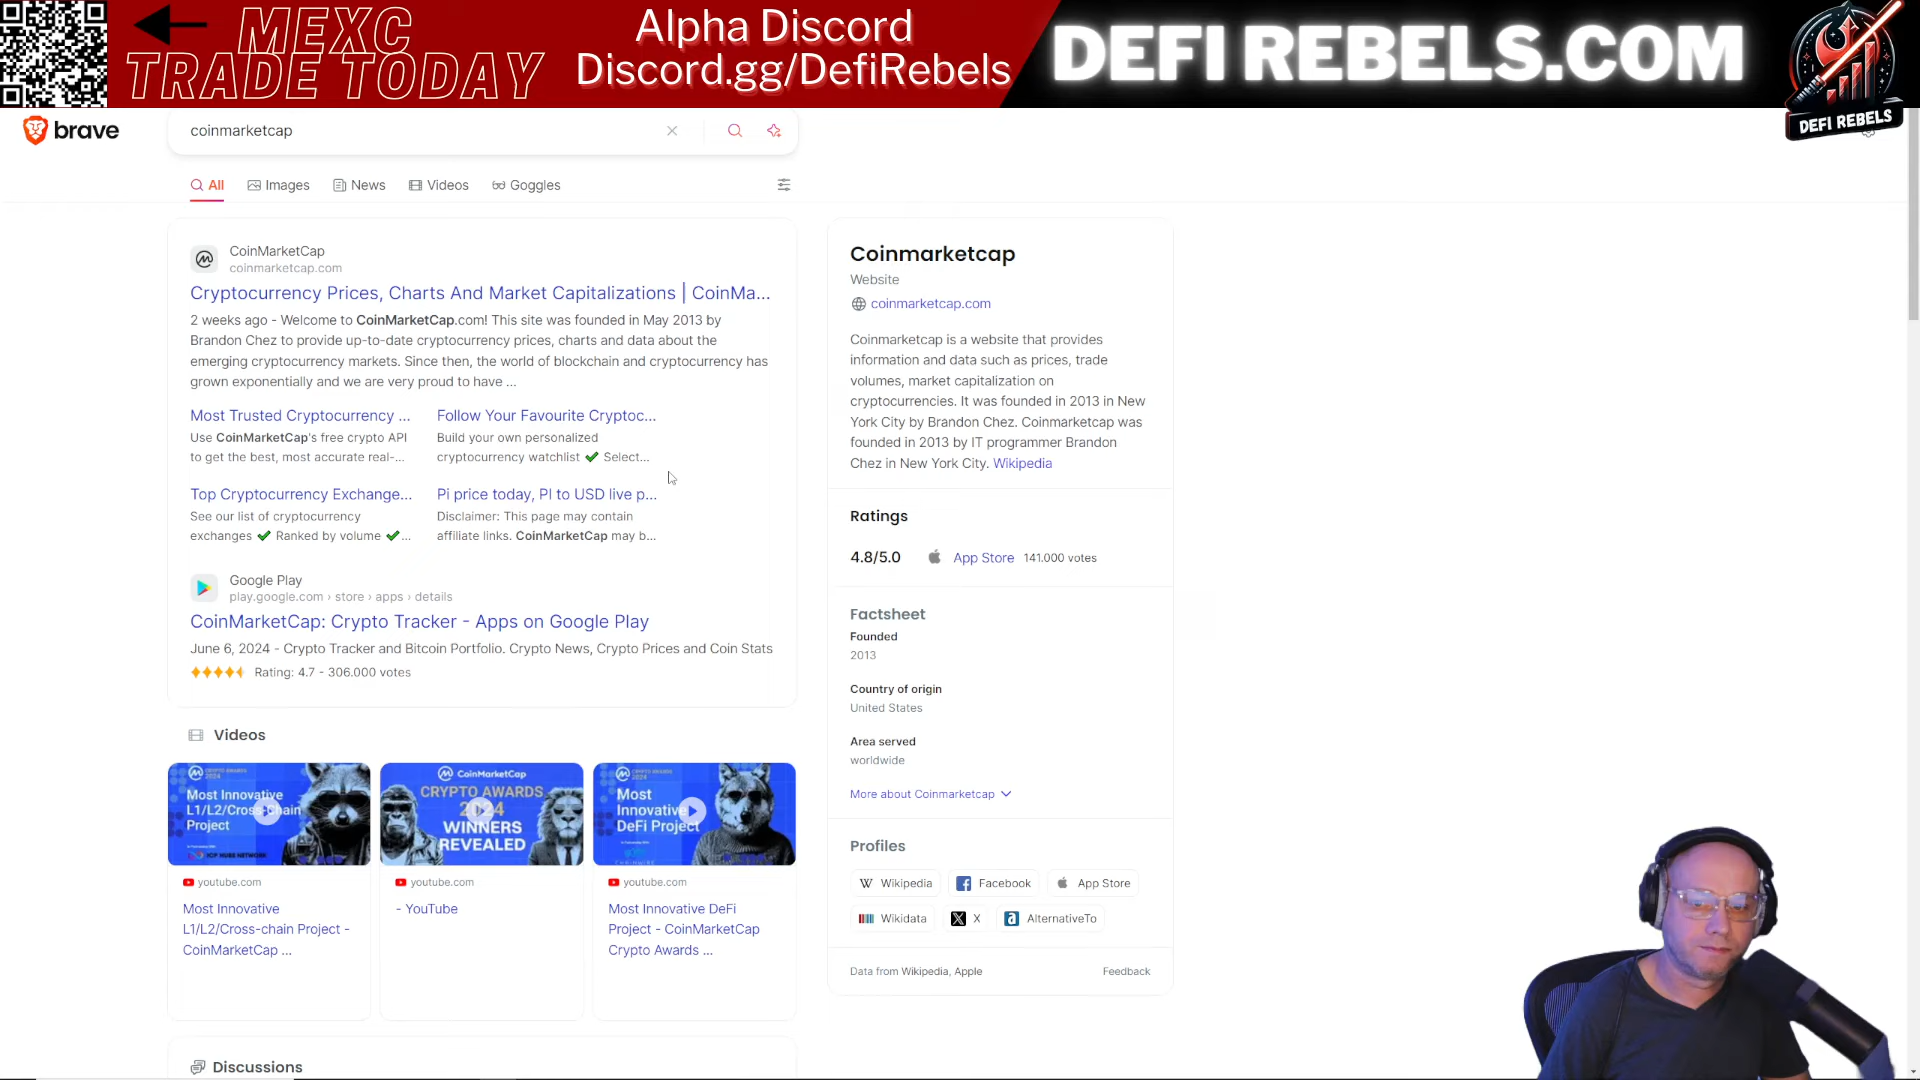 MEXC
TRADE TODAY
Alpha Discord
Discord.gg/DefiRebels
DEFI REBELS.COM
DEFI REBELS
brave
coinmarketcap
All
Images
News
Videos
Goggles
CoinMarketCap
coinmarketcap.com
Cryptocurrency Prices, Charts And Market Capitalizations | CoinMa...
2 weeks ago - Welcome to CoinMarketCap.com! This site was founded in May 2013 by
Brandon Chez to provide up-to-date cryptocurrency prices, charts and data about the
emerging cryptocurrency markets. Since then, the world of blockchain and cryptocurrency has
grown exponentially and we are very proud to have ...
Most Trusted Cryptocurrency ...
Use CoinMarketCap's free crypto API
to get the best, most accurate real-...
Follow Your Favourite Cryptoc...
Build your own personalized
cryptocurrency watchlist ✔ Select...
Top Cryptocurrency Exchange...
See our list of cryptocurrency
exchanges ✔ Ranked by volume ✔...
Pi price today, PI to USD live p...
Disclaimer: This page may contain
affiliate links. CoinMarketCap may b...
Google Play
play.google.com › store › apps › details
CoinMarketCap: Crypto Tracker - Apps on Google Play
June 6, 2024 - Crypto Tracker and Bitcoin Portfolio. Crypto News, Crypto Prices and Coin Stats
Rating: 4.7 - 306.000 votes
Videos
CRYPTO AWARDS
2024
Most Innovative
L1/L2/Cross-Chain
Project
youtube.com
Most Innovative
L1/L2/Cross-chain Project -
CoinMarketCap ...
CoinMarketCap
CRYPTO AWARDS
2024
WINNERS
REVEALED
youtube.com
- YouTube
CRYPTO AWARDS
2024
Most
Innovative
DeFi Project
youtube.com
Most Innovative DeFi
Project - CoinMarketCap
Crypto Awards ...
Discussions
Coinmarketcap
Website
coinmarketcap.com
Coinmarketcap is a website that provides
information and data such as prices, trade
volumes, market capitalization on
cryptocurrencies. It was founded in 2013 in New
York City by Brandon Chez. Coinmarketcap was
founded in 2013 by IT programmer Brandon
Chez in New York City. Wikipedia
Ratings
4.8/5.0
App Store
141.000 votes
Factsheet
Founded
2013
Country of origin
United States
Area served
worldwide
More about Coinmarketcap
Profiles
Wikipedia
Facebook
App Store
Wikidata
X
AlternativeTo
Data from Wikipedia, Apple
Feedback